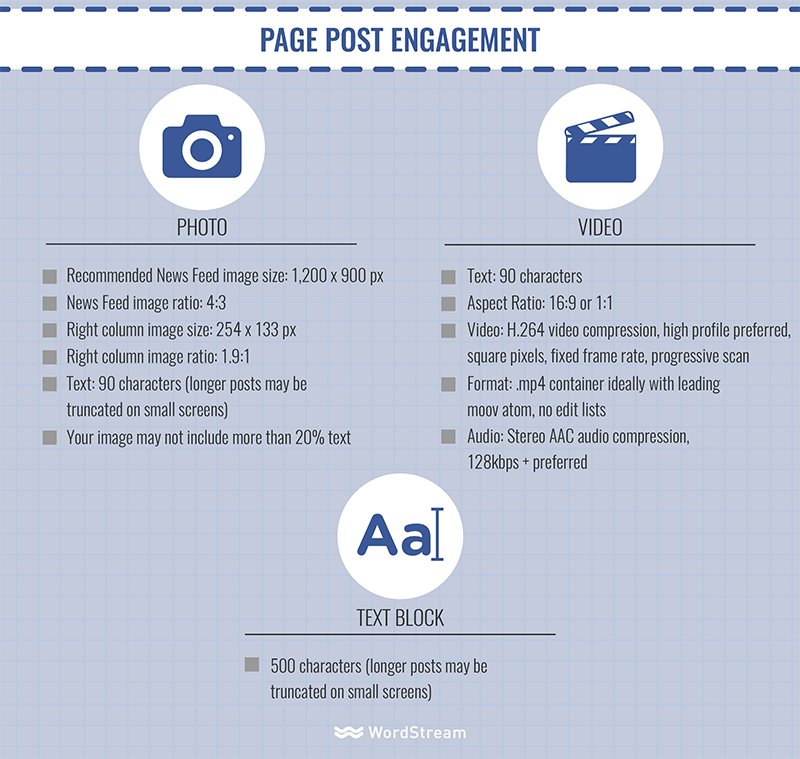 PAGE POST ENGAGEMENT
PHOTO
Recommended News Feed image size: 1,200 x 900 px
News Feed image ratio: 4:3
Right column image size: 254 x 133 px
Right column image ratio: 1.9:1
Text: 90 characters (longer posts may be
truncated on small screens)
Your image may not include more than 20% text
VIDEO
Text: 90 characters
Aspect Ratio: 16:9 or 1:1
Video: H.264 video compression, high profile preferred,
square pixels, fixed frame rate, progressive scan
Format: .mp4 container ideally with leading
moov atom, no edit lists
Audio: Stereo AAC audio compression,
128kbps + preferred
Aa
TEXT BLOCK
500 characters (longer posts may be
truncated on small screens)
WordStream